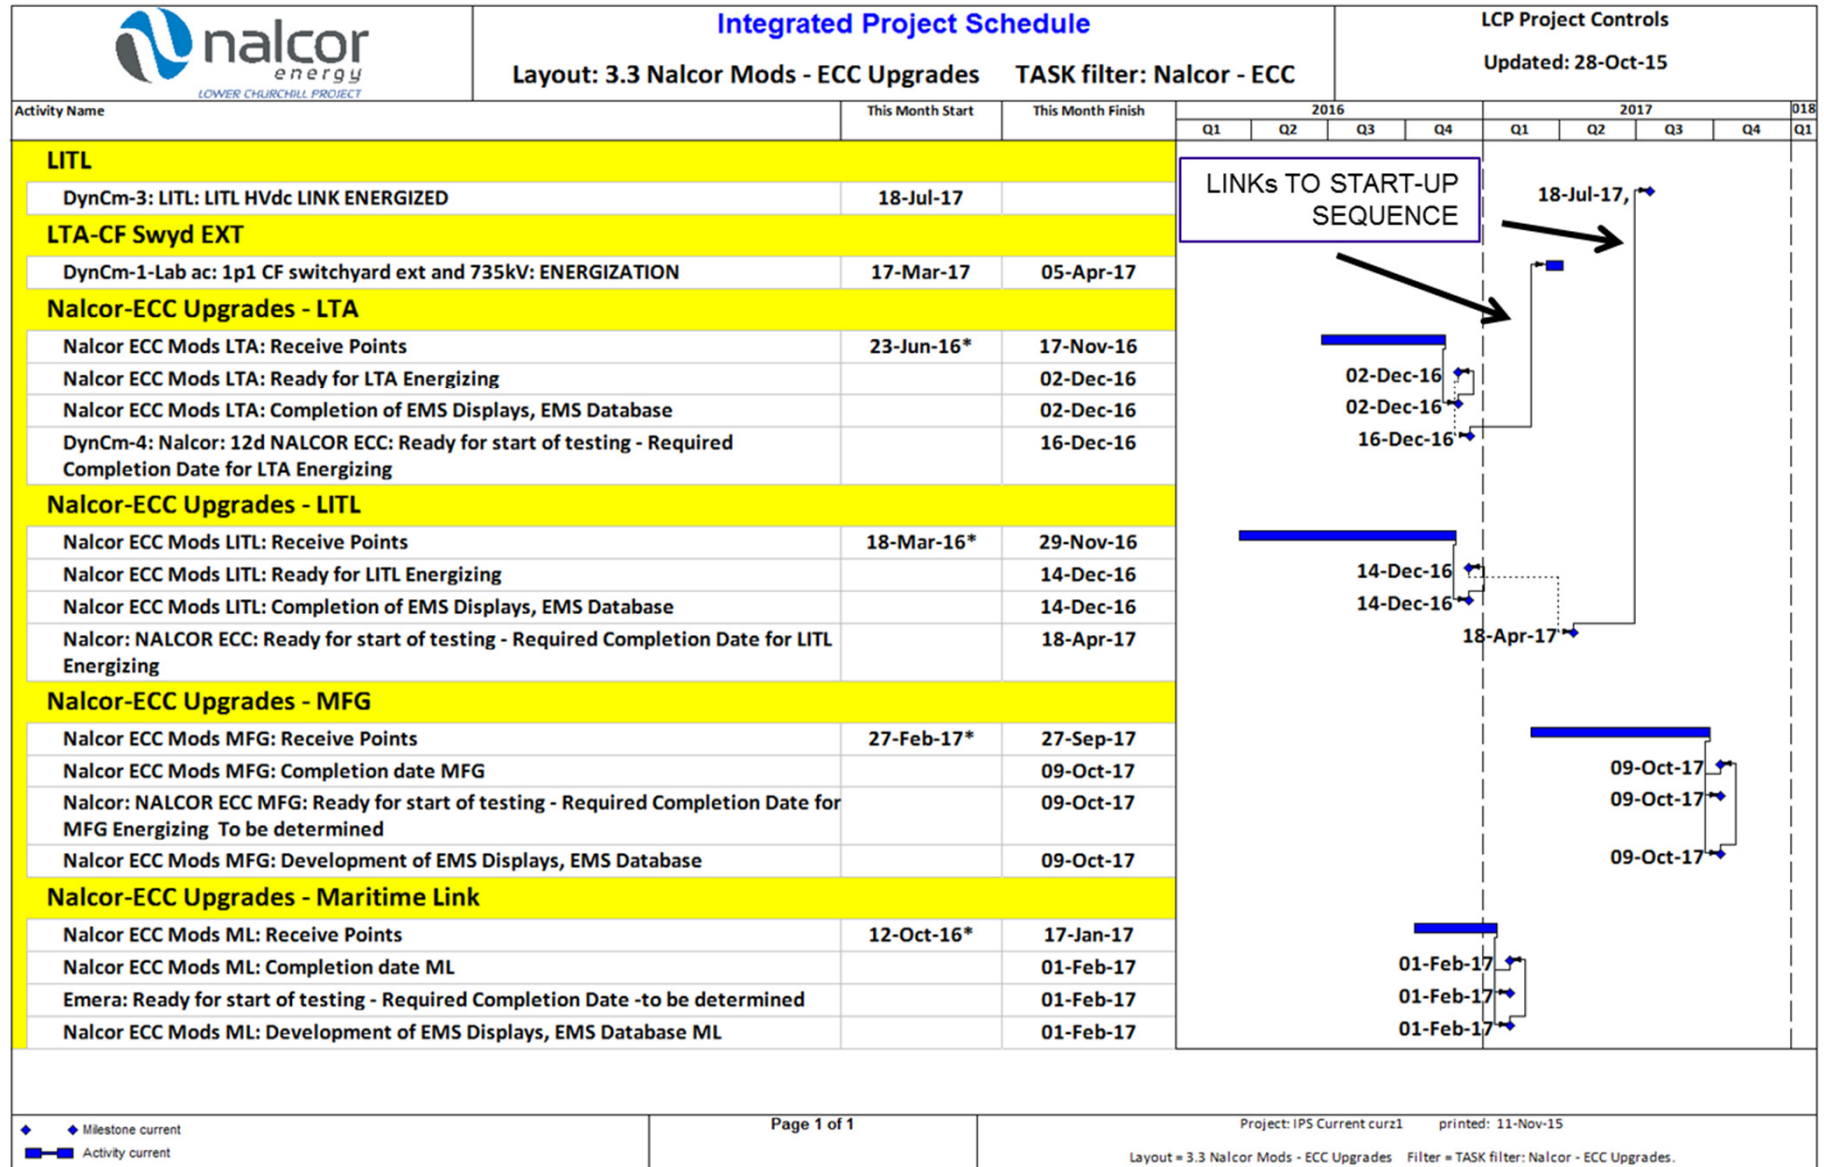 nalcor
energy
LOWER CHURCHILL PROJECT
Integrated Project Schedule
Layout: 3.3 Nalcor Mods - ECC Upgrades TASK filter: Nalcor - ECC
LCP Project Controls
Updated: 28-Oct-15
Activity Name This Month Start This Month Finish 2016 2017 018
Q1 Q2 Q3 Q4 Q1 Q2 Q3 Q4 Q1
LITL
DynCm-3: LITL: LITL HVdc LINK ENERGIZED 18-Jul-17 18-Jul-17,
LINKs TO START-UP
SEQUENCE
LTA-CF Swyd EXT
DynCm-1-Lab ac: 1p1 CF switchyard ext and 735kV: ENERGIZATION 17-Mar-17 05-Apr-17
Nalcor-ECC Upgrades - LTA
Nalcor ECC Mods LTA: Receive Points 23-Jun-16* 17-Nov-16
Nalcor ECC Mods LTA: Ready for LTA Energizing 02-Dec-16 02-Dec-16
Nalcor ECC Mods LTA: Completion of EMS Displays, EMS Database 02-Dec-16 02-Dec-16
DynCm-4: Nalcor: 12d NALCOR ECC: Ready for start of testing - Required 16-Dec-16 16-Dec-16
Completion Date for LTA Energizing
Nalcor-ECC Upgrades - LITL
Nalcor ECC Mods LITL: Receive Points 18-Mar-16* 29-Nov-16
Nalcor ECC Mods LITL: Ready for LITL Energizing 14-Dec-16 14-Dec-16
Nalcor ECC Mods LITL: Completion of EMS Displays, EMS Database 14-Dec-16 14-Dec-16
Nalcor: NALCOR ECC: Ready for start of testing - Required Completion Date for LITL 18-Apr-17 18-Apr-17
Energizing
Nalcor-ECC Upgrades - MFG
Nalcor ECC Mods MFG: Receive Points 27-Feb-17* 27-Sep-17
Nalcor ECC Mods MFG: Completion date MFG 09-Oct-17 09-Oct-17
Nalcor: NALCOR ECC MFG: Ready for start of testing - Required Completion Date for 09-Oct-17 09-Oct-17
MFG Energizing To be determined
Nalcor ECC Mods MFG: Development of EMS Displays, EMS Database 09-Oct-17 09-Oct-17
Nalcor-ECC Upgrades - Maritime Link
Nalcor ECC Mods ML: Receive Points 12-Oct-16* 17-Jan-17
Nalcor ECC Mods ML: Completion date ML 01-Feb-17 01-Feb-17
Emera: Ready for start of testing - Required Completion Date -to be determined 01-Feb-17 01-Feb-17
Nalcor ECC Mods ML: Development of EMS Displays, EMS Database ML 01-Feb-17 01-Feb-17
Milestone current
Activity current
Page 1 of 1
Project: IPS Current curz1 printed: 11-Nov-15
Layout = 3.3 Nalcor Mods - ECC Upgrades Filter = TASK filter: Nalcor - ECC Upgrades.